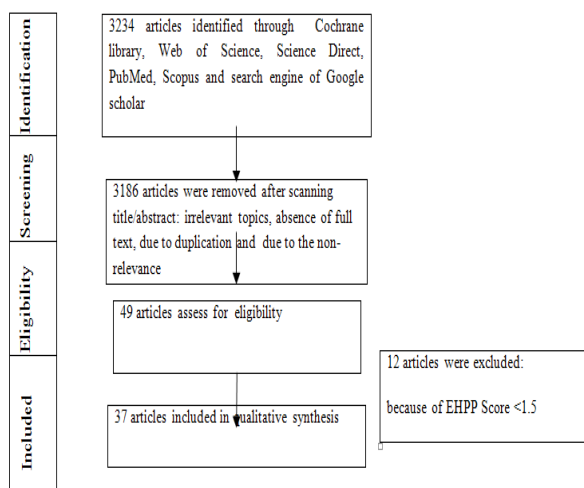 Identification
3234 articles identified through Cochrane
library, Web of Science, Science Direct,
PubMed, Scopus and search engine of Google
scholar
Screening
3186 articles were removed after scanning
title/abstract: irrelevant topics, absence of full
text, due to duplication and due to the non-
relevance
Eligibility
49 articles assess for eligibility
12 articles were excluded:
because of EHPP Score <1.5
Included
37 articles included in qualitative synthesis